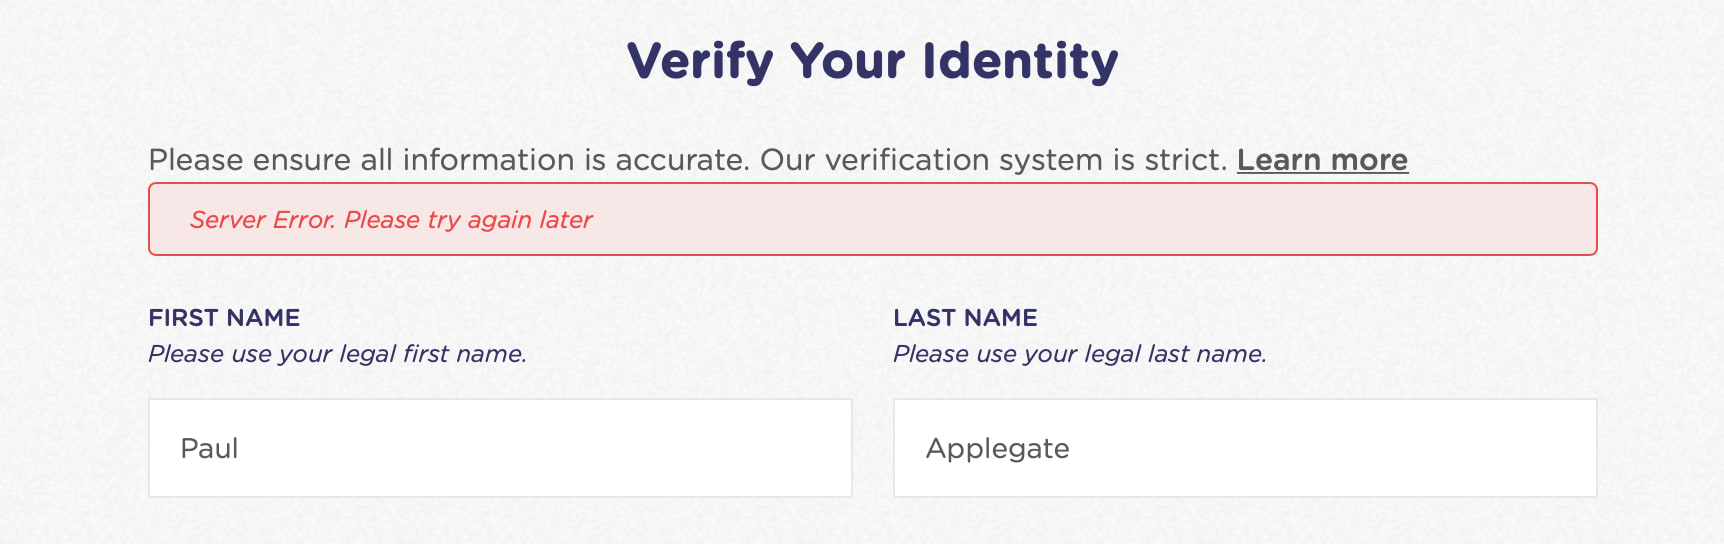 Verify Your Identity
Please ensure all information is accurate. Our verification system is strict. Learn more
Server Error. Please try again later
FIRST NAME
Please use your legal first name.
Paul
LAST NAME
Please use your legal last name.
Applegate